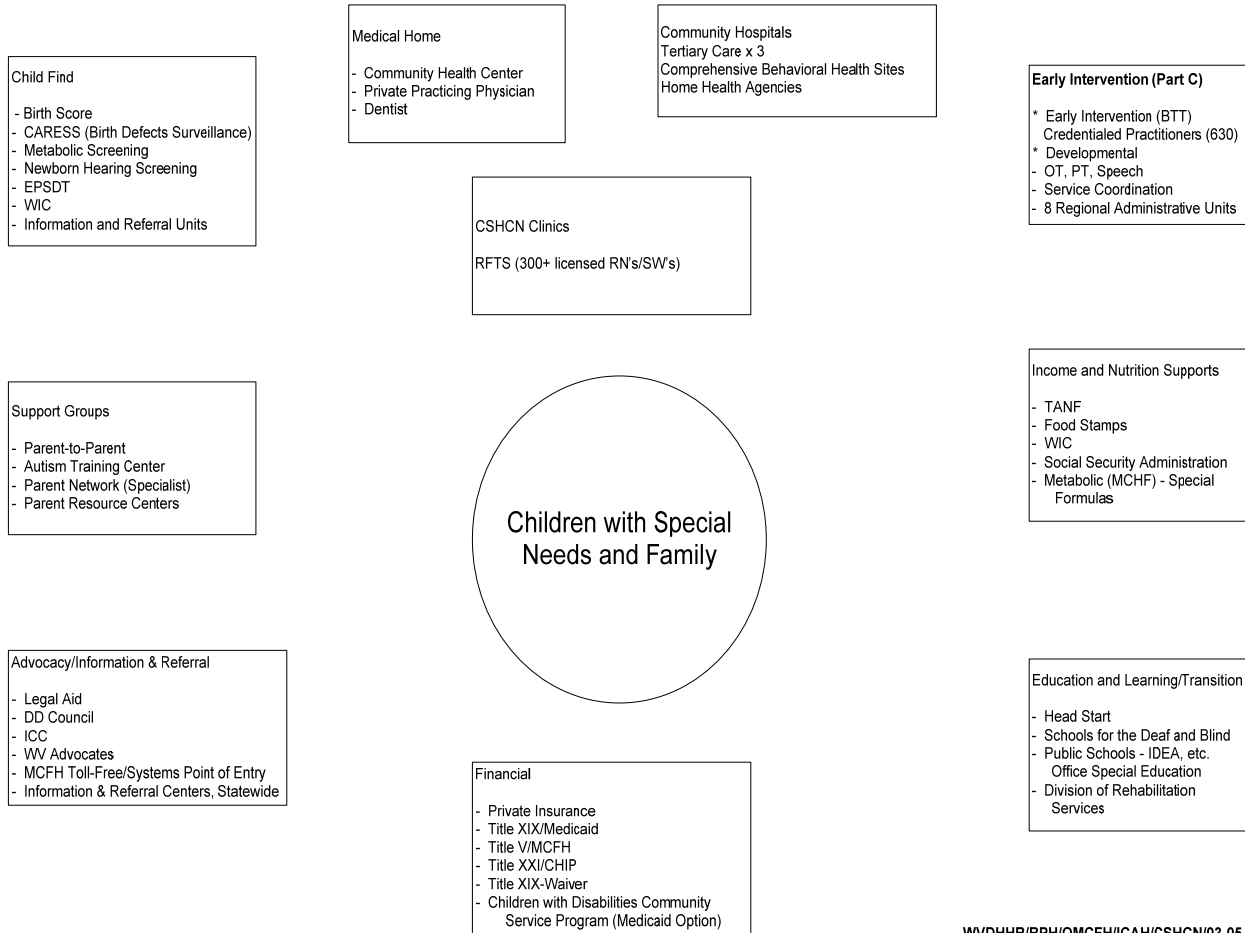 Medical Home
- Community Health Center
- Private Practicing Physician
- Dentist
Community Hospitals
Tertiary Care x 3
Comprehensive Behavioral Health Sites
Home Health Agencies
Child Find
- Birth Score
- CARESS (Birth Defects Surveillance)
- Metabolic Screening
- Newborn Hearing Screening
- EPSDT
- WIC
- Information and Referral Units
Early Intervention (Part C)
* Early Intervention (BTT)
Credentialed Practitioners (630)
* Developmental
- OT, PT, Speech
- Service Coordination
- 8 Regional Administrative Units
CSHCN Clinics
RFTS (300+ licensed RN's/SW's)
Support Groups
- Parent-to-Parent
- Autism Training Center
- Parent Network (Specialist)
- Parent Resource Centers
Income and Nutrition Supports
- TANF
- Food Stamps
- WIC
- Social Security Administration
- Metabolic (MCHF) - Special
Formulas
Children with Special
Needs and Family
Advocacy/Information & Referral
- Legal Aid
- DD Council
- ICC
- WV Advocates
- MCFH Toll-Free/Systems Point of Entry
- Information & Referral Centers, Statewide
Education and Learning/Transition
- Head Start
- Schools for the Deaf and Blind
- Public Schools - IDEA, etc.
Office Special Education
- Division of Rehabilitation
Services
Financial
- Private Insurance
- Title XIX/Medicaid
- Title V/MCFH
- Title XXI/CHIP
- Title XIX-Waiver
- Children with Disabilities Community
Service Program (Medicaid Option)
WVDHHR/BPH/OMCFH/ICAH/CSHCN/03-05